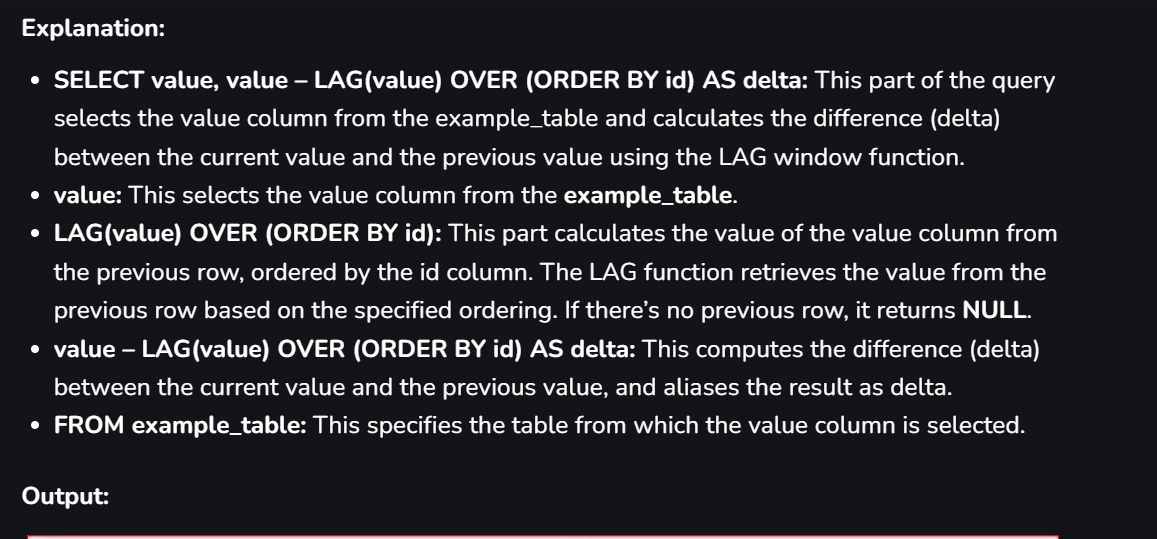 Explanation:
• SELECT value, value – LAG(value) OVER (ORDER BY id) AS delta: This part of the query
selects the value column from the example_table and calculates the difference (delta)
between the current value and the previous value using the LAG window function.
• value: This selects the value column from the example_table.
• LAG(value) OVER (ORDER BY id): This part calculates the value of the value column from
the previous row, ordered by the id column. The LAG function retrieves the value from the
previous row based on the specified ordering. If there’s no previous row, it returns NULL.
• value – LAG(value) OVER (ORDER BY id) AS delta: This computes the difference (delta)
between the current value and the previous value, and aliases the result as delta.
• FROM example_table: This specifies the table from which the value column is selected.
Output: